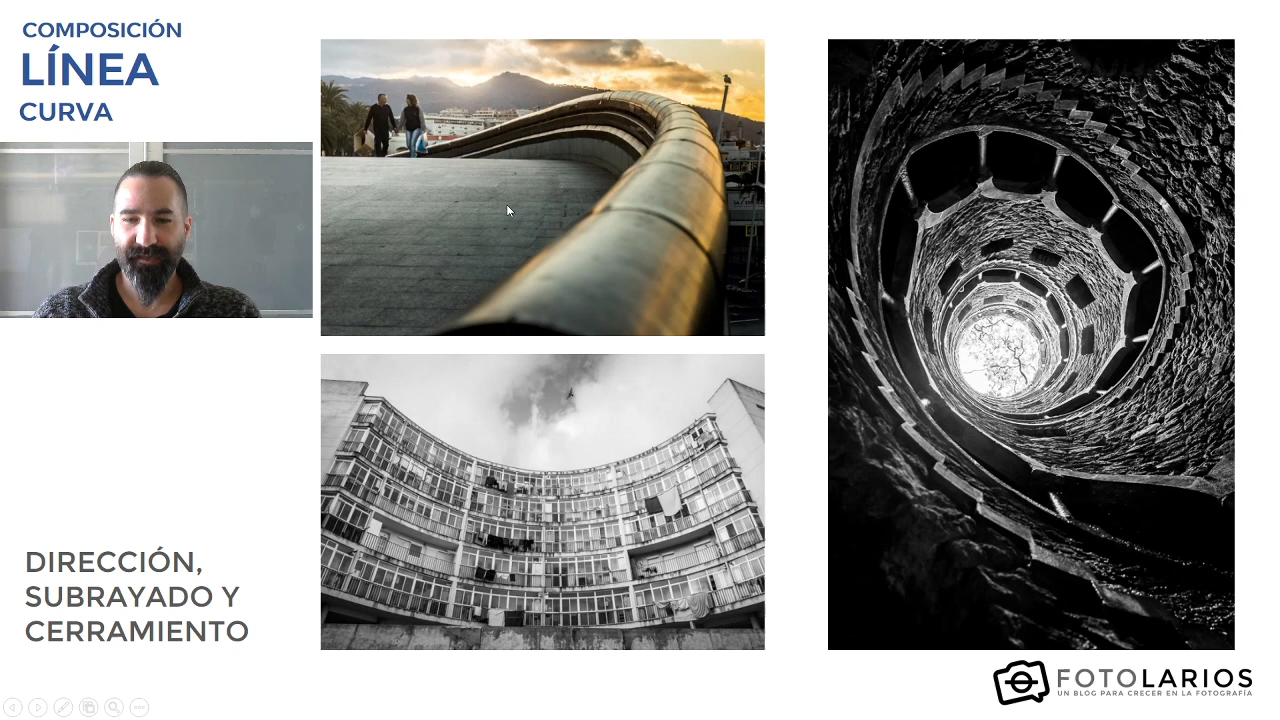 COMPOSICIÓN
LÍNEA
CURVA
DIRECCIÓN,
SUBRAYADO Y
CERRAMIENTO
FOTOLARIOS
UN BLOG PARA CRECER EN LA FOTOGRAFÍA